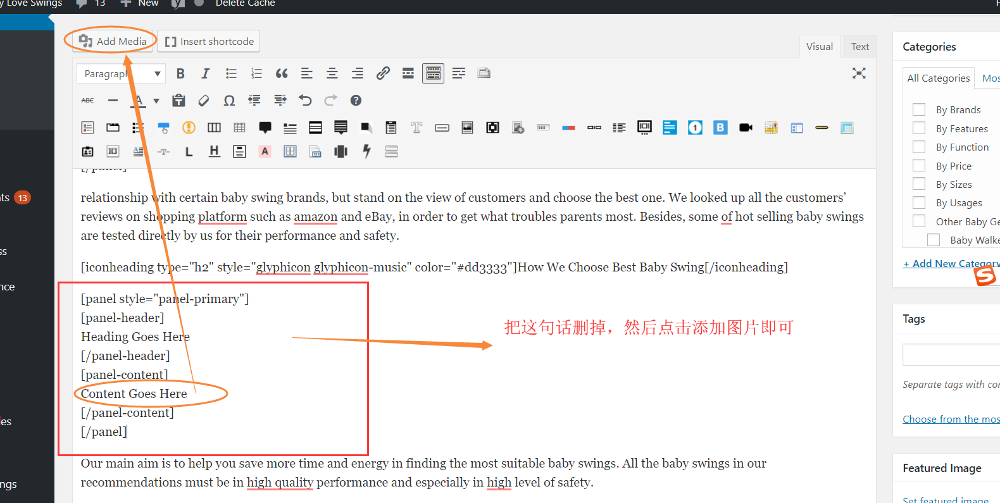 y Love Swings 13 New Delete Cache
Add Media Insert shortcode
Visual Text
Paragraph B I
ABC A Ω ?
T 1 B
H3 T L H A
[/panel]
relationship with certain baby swing brands, but stand on the view of customers and choose the best one. We looked up all the customers’
reviews on shopping platform such as amazon and eBay, in order to get what troubles parents most. Besides, some of hot selling baby swings
are tested directly by us for their performance and safety.
[iconheading type="h2" style="glyphicon glyphicon-music" color="#dd3333"]How We Choose Best Baby Swing[/iconheading]
[panel style="panel-primary"]
[panel-header]
Heading Goes Here
[/panel-header]
[panel-content]
Content Goes Here
[/panel-content]
[/panel]
把这句话删掉，然后点击添加图片即可
Our main aim is to help you save more time and energy in finding the most suitable baby swings. All the baby swings in our
recommendations must be in high quality performance and especially in high level of safety.
nts 13
ss
nce
les
ngs
Categories
All Categories Mos
By Brands
By Features
By Function
By Price
By Sizes
By Usages
Other Baby Ge
Baby Walke
+ Add New Category
S
Tags
Separate tags with con
Choose from the mos
Featured Image
Set featured image